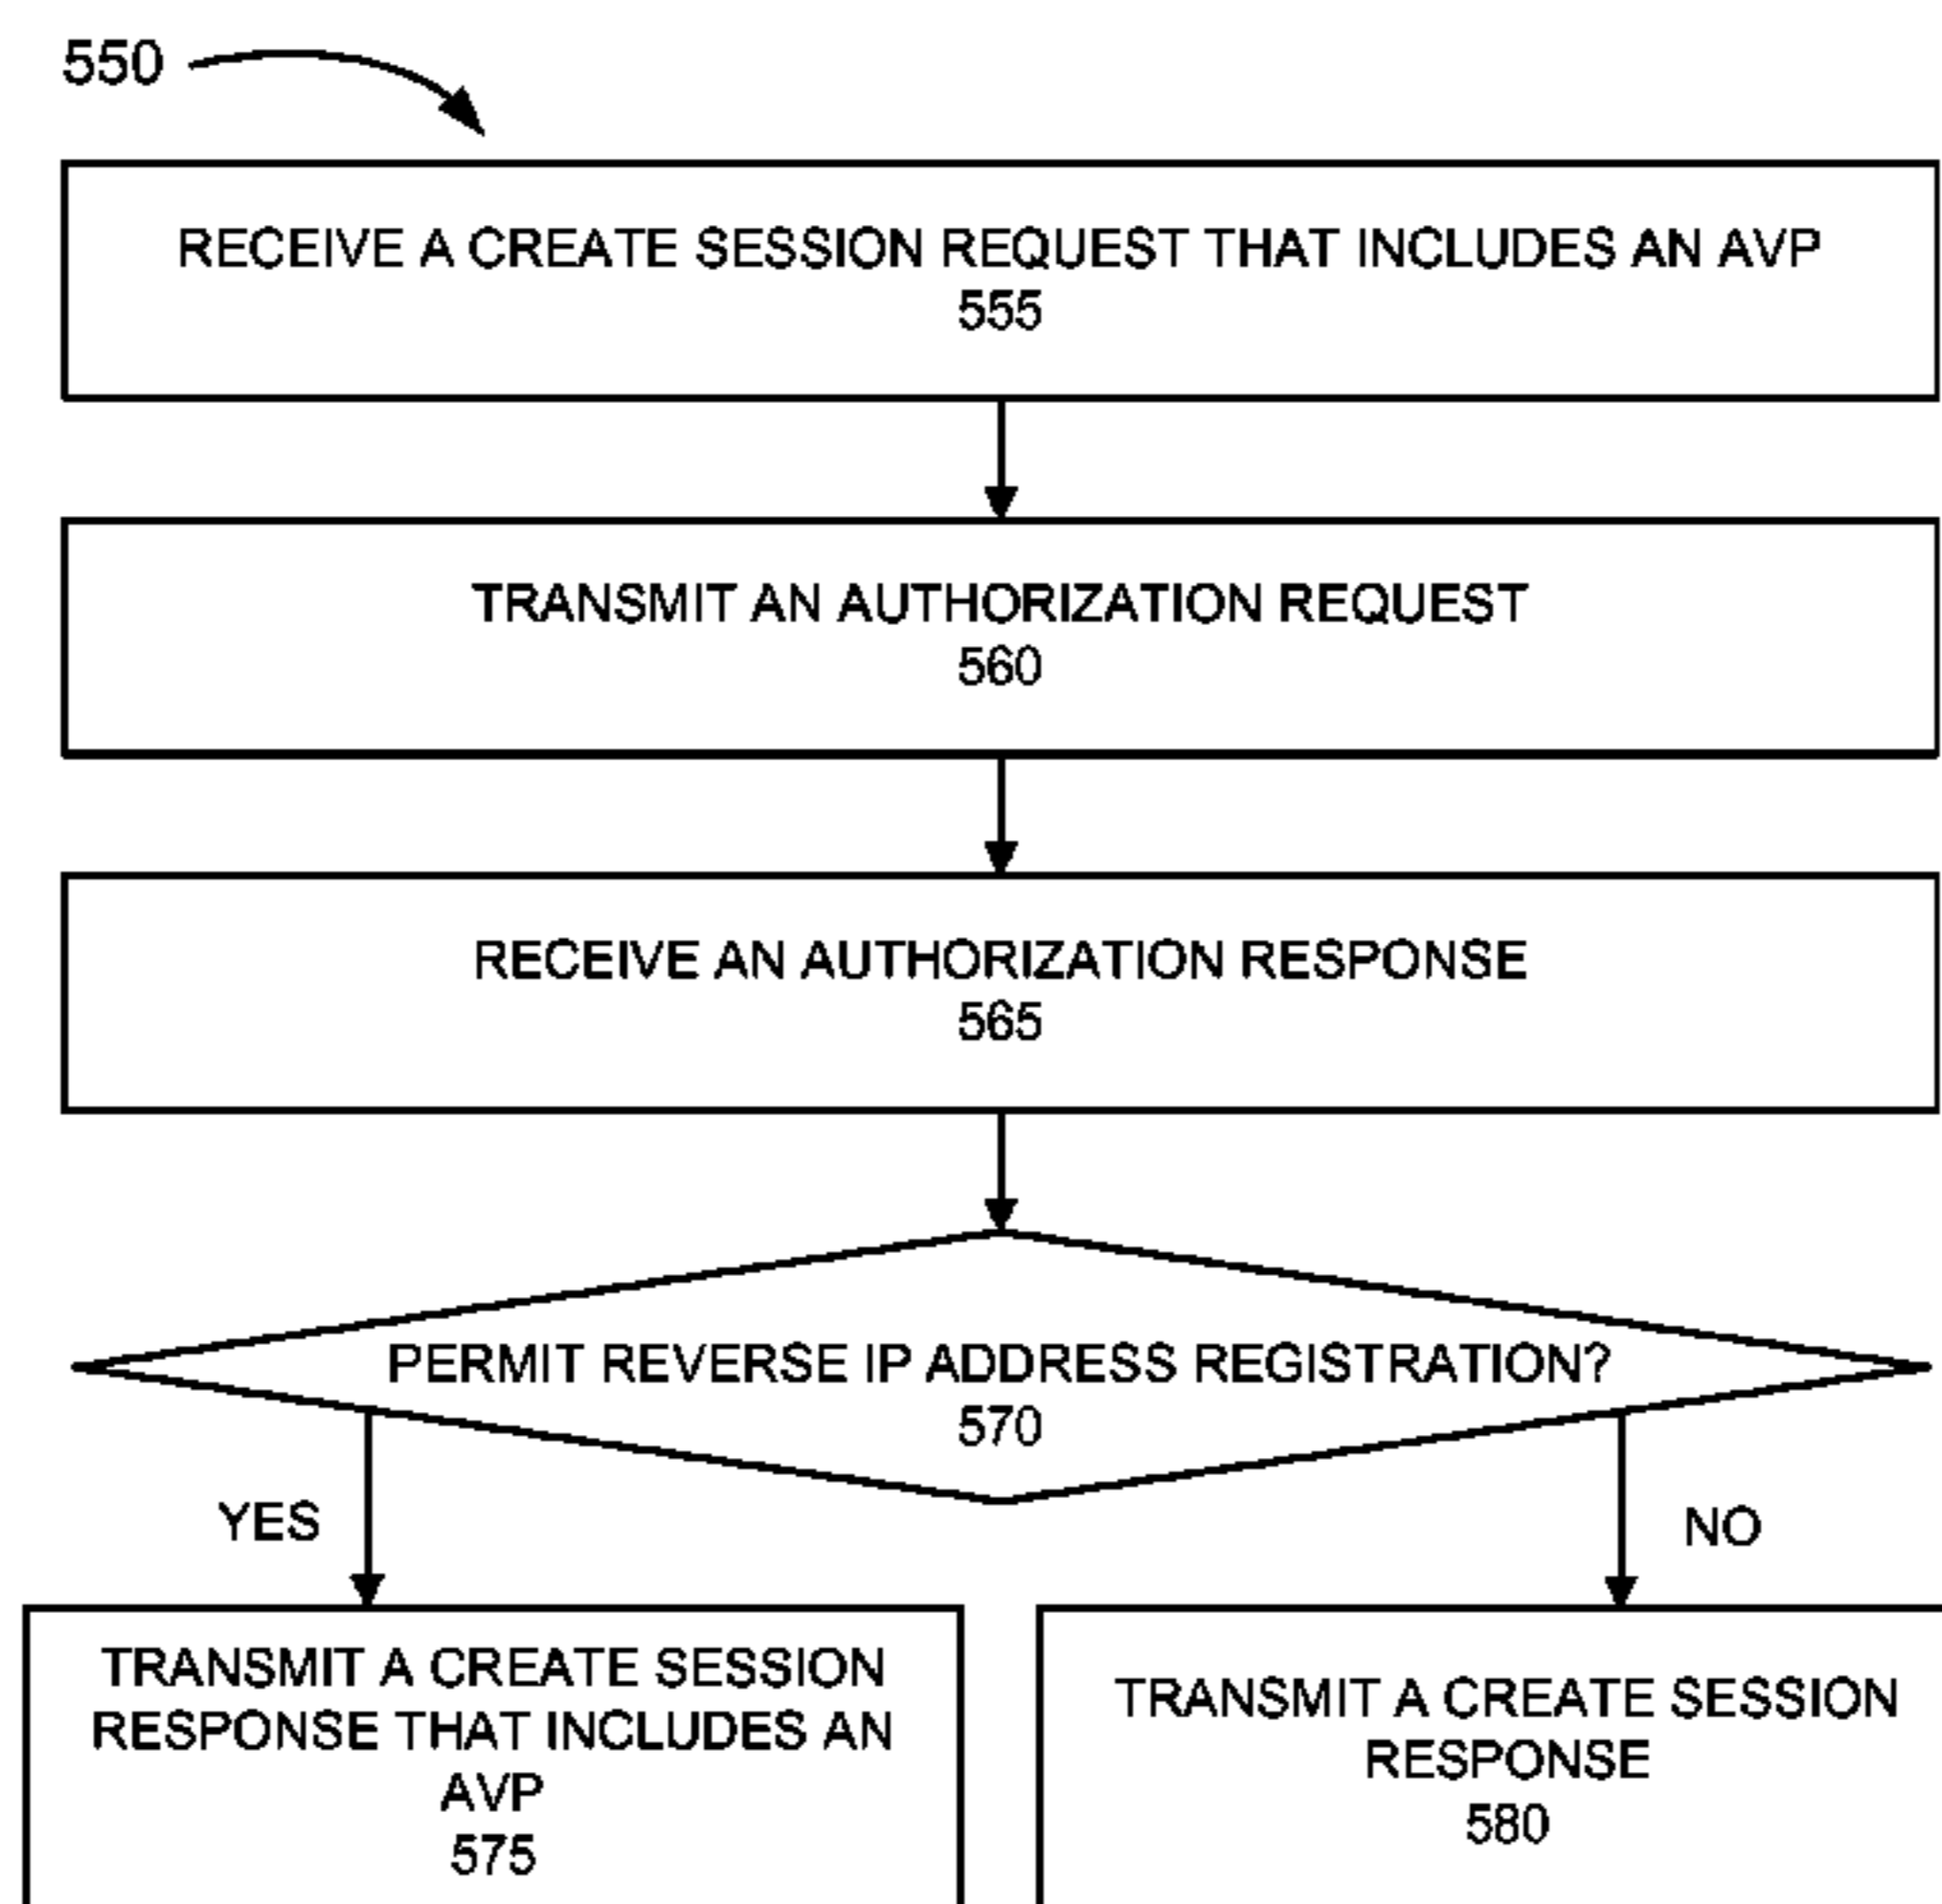 550
RECEIVE A CREATE SESSION REQUEST THAT INCLUDES AN AVP
555
TRANSMIT AN AUTHORIZATION REQUEST
560
RECEIVE AN AUTHORIZATION RESPONSE
565
PERMIT REVERSE IP ADDRESS REGISTRATION?
570
YES
NO
TRANSMIT A CREATE SESSION
RESPONSE THAT INCLUDES AN
AVP
575
TRANSMIT A CREATE SESSION
RESPONSE
580